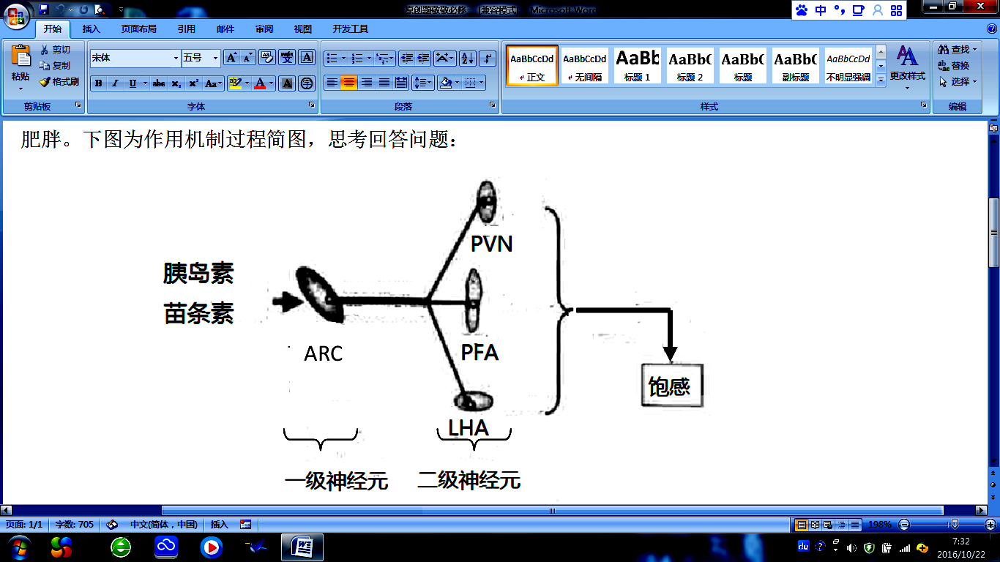 Microsoft Word
中
开始 插入 页面布局 引用 邮件 审阅 视图 开发工具
粘贴 剪切
复制
格式刷
宋体 五号
B I U abc x₂ x² Aa
AaBbCcDd AaBbCcDd AaBb AaBbC AaBbC AaBbC AaBbCcDd
正文 无间隔 标题 1 标题 2 标题 副标题 不明显强调
更改样式
查找
替换
选择
剪贴板 字体 段落 样式 编辑
肥胖。下图为作用机制过程简图，思考回答问题：
PVN
胰岛素
苗条素
ARC
PFA
饱感
LHA
一级神经元 二级神经元
页面: 1/1 字数: 705 中文(简体，中国) 插入 198%
7:32
2016/10/22